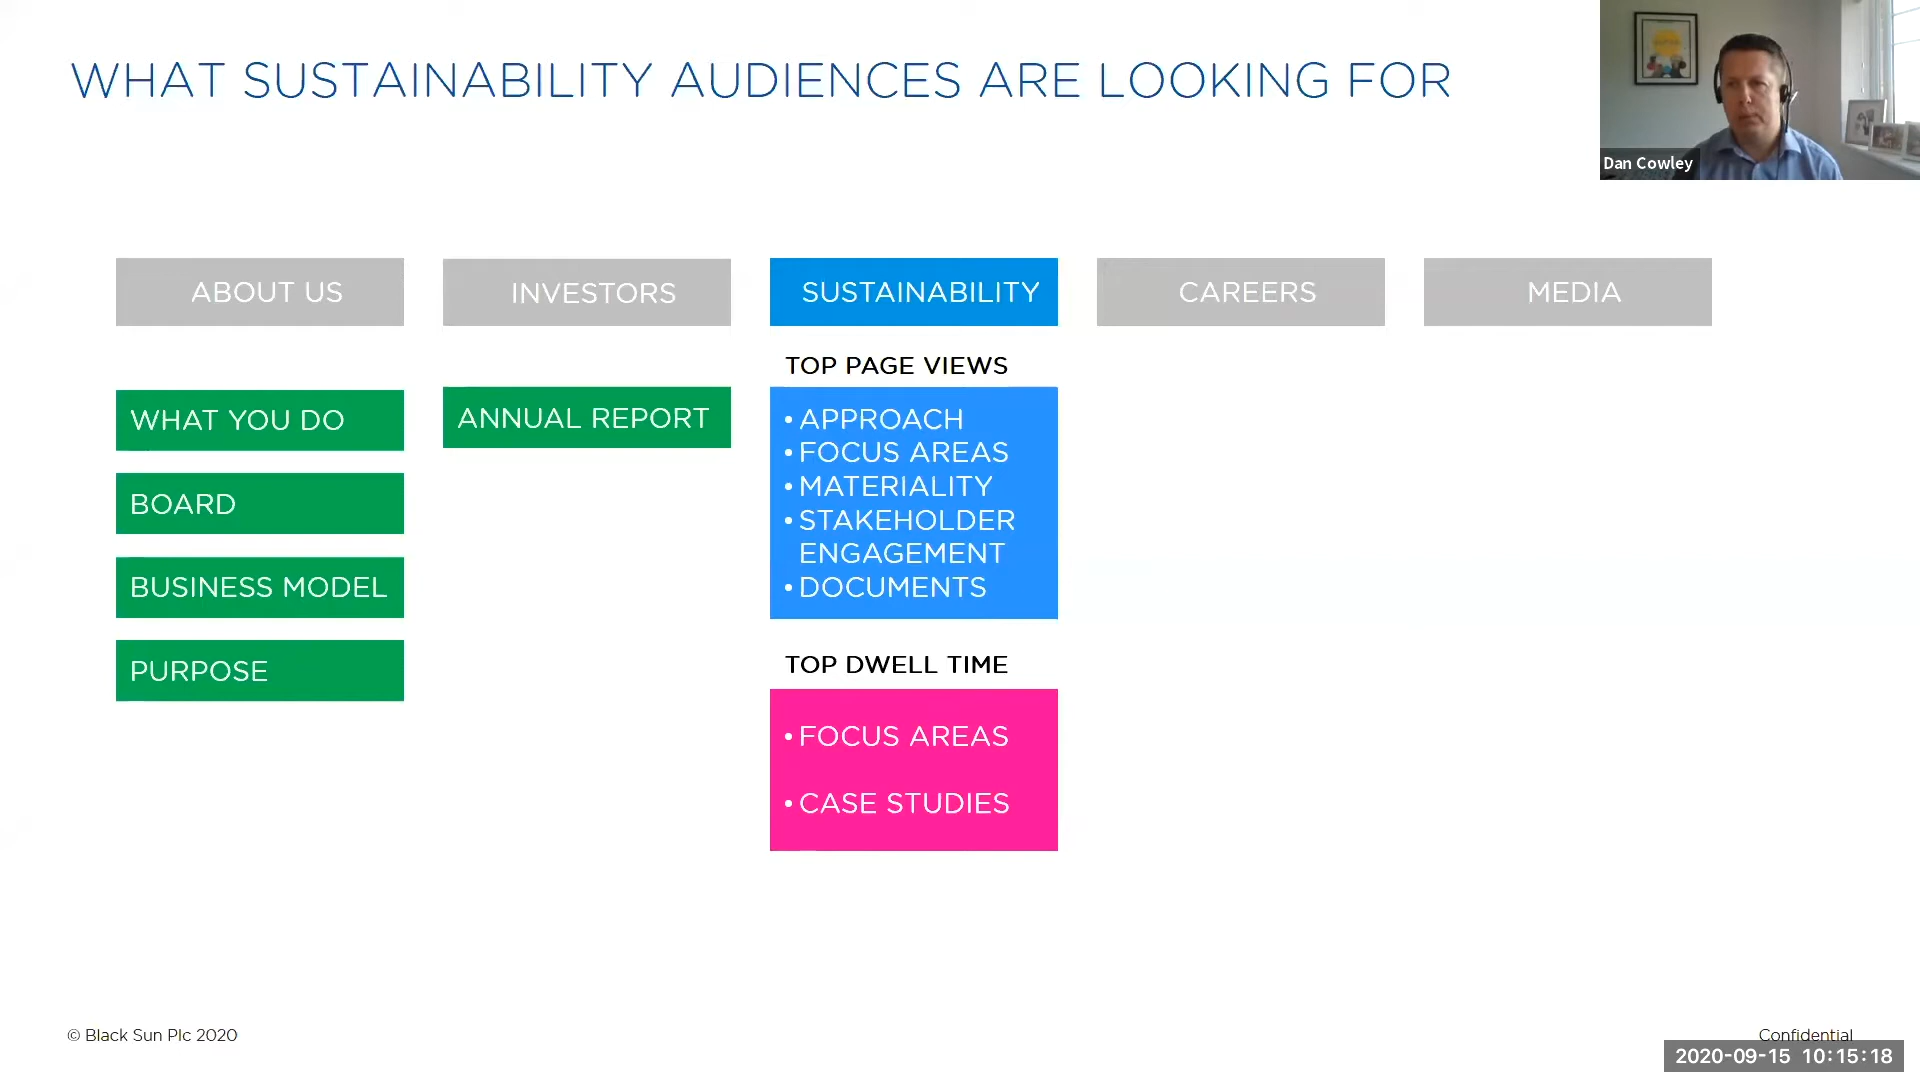 WHAT SUSTAINABILITY AUDIENCES ARE LOOKING FOR
Dan Cowley
ABOUT US
INVESTORS
SUSTAINABILITY
CAREERS
MEDIA
WHAT YOU DO
BOARD
BUSINESS MODEL
PURPOSE
ANNUAL REPORT
TOP PAGE VIEWS
• APPROACH
• FOCUS AREAS
• MATERIALITY
• STAKEHOLDER
ENGAGEMENT
• DOCUMENTS
TOP DWELL TIME
• FOCUS AREAS
• CASE STUDIES
© Black Sun Plc 2020
Confidential
2020-09-15 10:15:18